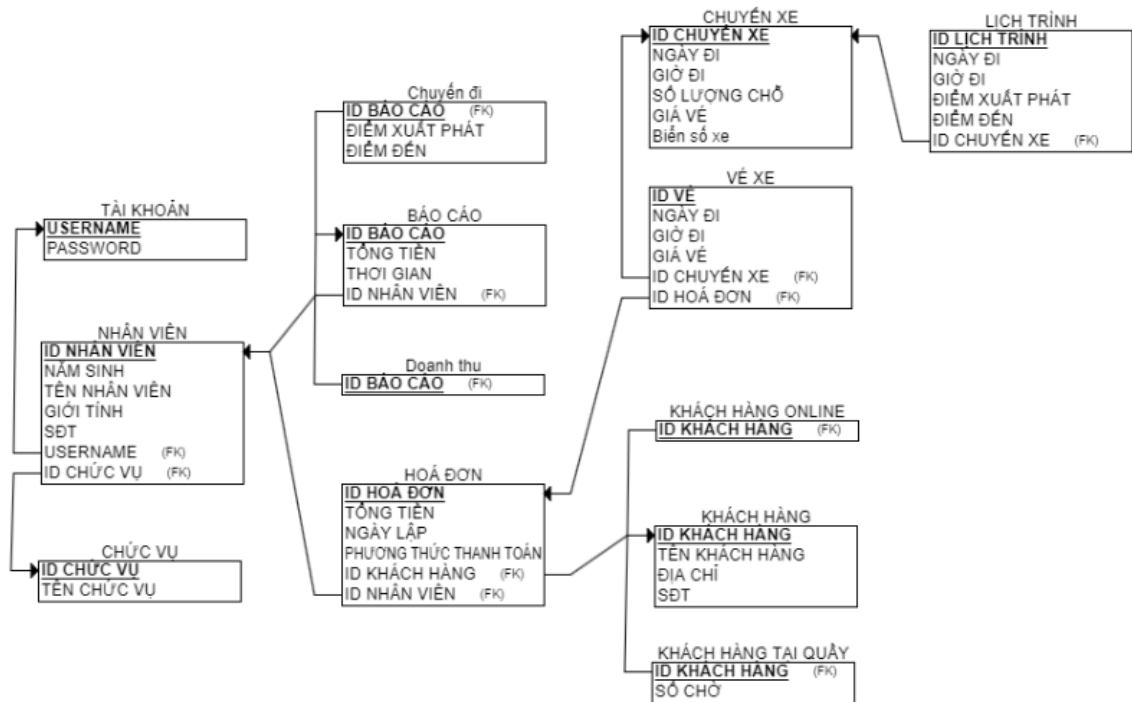 TÀI KHOẢN
USERNAME
PASSWORD
NHÂN VIÊN
ID NHÂN VIÊN
NĂM SINH
TÊN NHÂN VIÊN
GIỚI TÍNH
SĐT
USERNAME (FK)
ID CHỨC VỤ (FK)
CHỨC VỤ
ID CHỨC VỤ
TÊN CHỨC VỤ
Chuyến đi
ID BÁO CÁO (FK)
ĐIỂM XUẤT PHÁT
ĐIỂM ĐẾN
BÁO CÁO
ID BÁO CÁO
TỔNG TIỀN
THỜI GIAN
ID NHÂN VIÊN (FK)
Doanh thu
ID BÁO CÁO (FK)
HOÁ ĐƠN
ID HOÁ ĐƠN
TỔNG TIỀN
NGÀY LẬP
PHƯƠNG THỨC THANH TOÁN
ID KHÁCH HÀNG (FK)
ID NHÂN VIÊN (FK)
CHUYẾN XE
ID CHUYẾN XE
NGÀY ĐI
GIỜ ĐI
SỐ LƯỢNG CHỖ
GIÁ VÉ
Biển số xe
VÉ XE
ID VÉ
NGÀY ĐI
GIỜ ĐI
GIÁ VÉ
ID CHUYẾN XE (FK)
ID HOÁ ĐƠN (FK)
KHÁCH HÀNG ONLINE
ID KHÁCH HÀNG (FK)
KHÁCH HÀNG
ID KHÁCH HÀNG
TÊN KHÁCH HÀNG
ĐỊA CHỈ
SĐT
KHÁCH HÀNG TẠI QUẦY
ID KHÁCH HÀNG (FK)
SỐ CHỜ
LỊCH TRÌNH
ID LỊCH TRÌNH
NGÀY ĐI
GIỜ ĐI
ĐIỂM XUẤT PHÁT
ĐIỂM ĐẾN
ID CHUYẾN XE (FK)